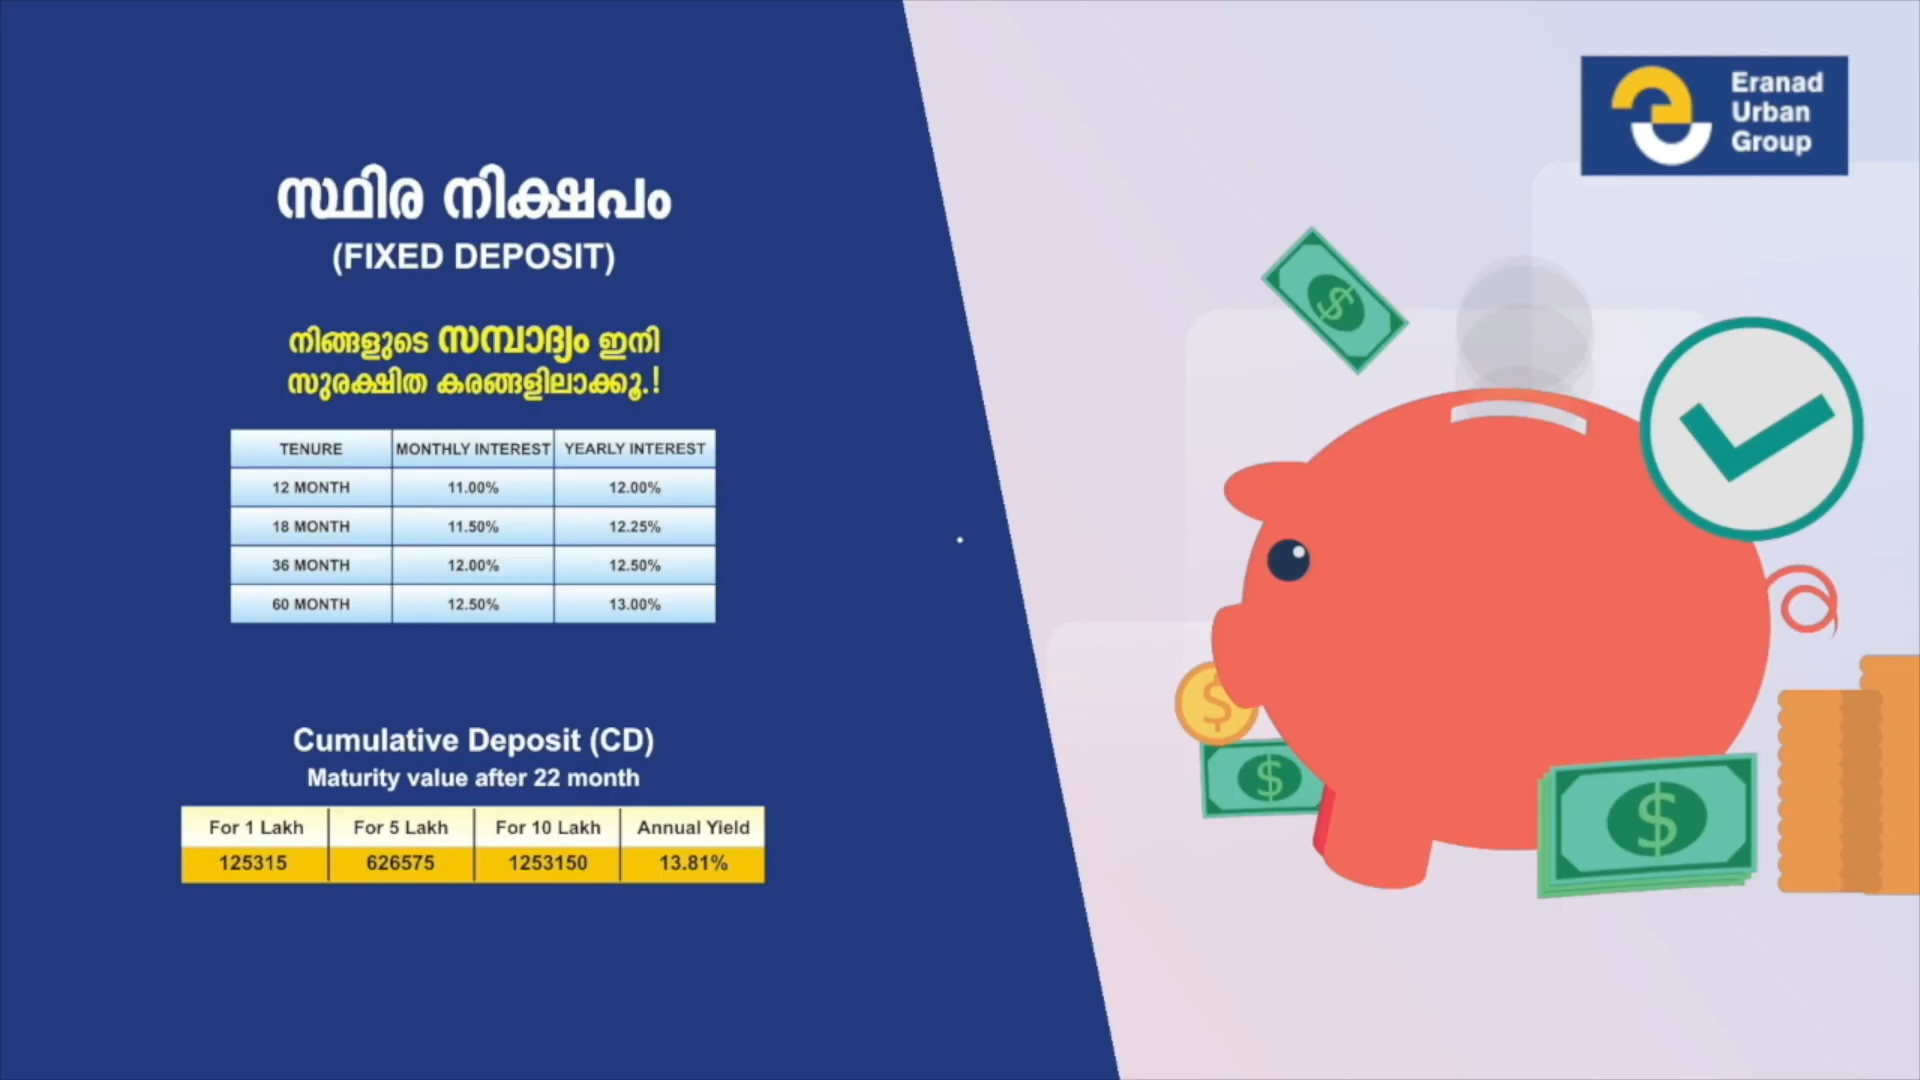 സ്ഥിര നിക്ഷപം
(FIXED DEPOSIT)
നിങ്ങളുടെ സമ്പാദ്യം ഇനി
സുരക്ഷിത കരങ്ങളിലാക്കൂ.!
TENURE MONTHLY INTEREST YEARLY INTEREST
12 MONTH 11.00% 12.00%
18 MONTH 11.50% 12.25%
36 MONTH 12.00% 12.50%
60 MONTH 12.50% 13.00%
Cumulative Deposit (CD)
Maturity value after 22 month
For 1 Lakh For 5 Lakh For 10 Lakh Annual Yield
125315 626575 1253150 13.81%
Eranad
Urban
Group
$
$
$
$